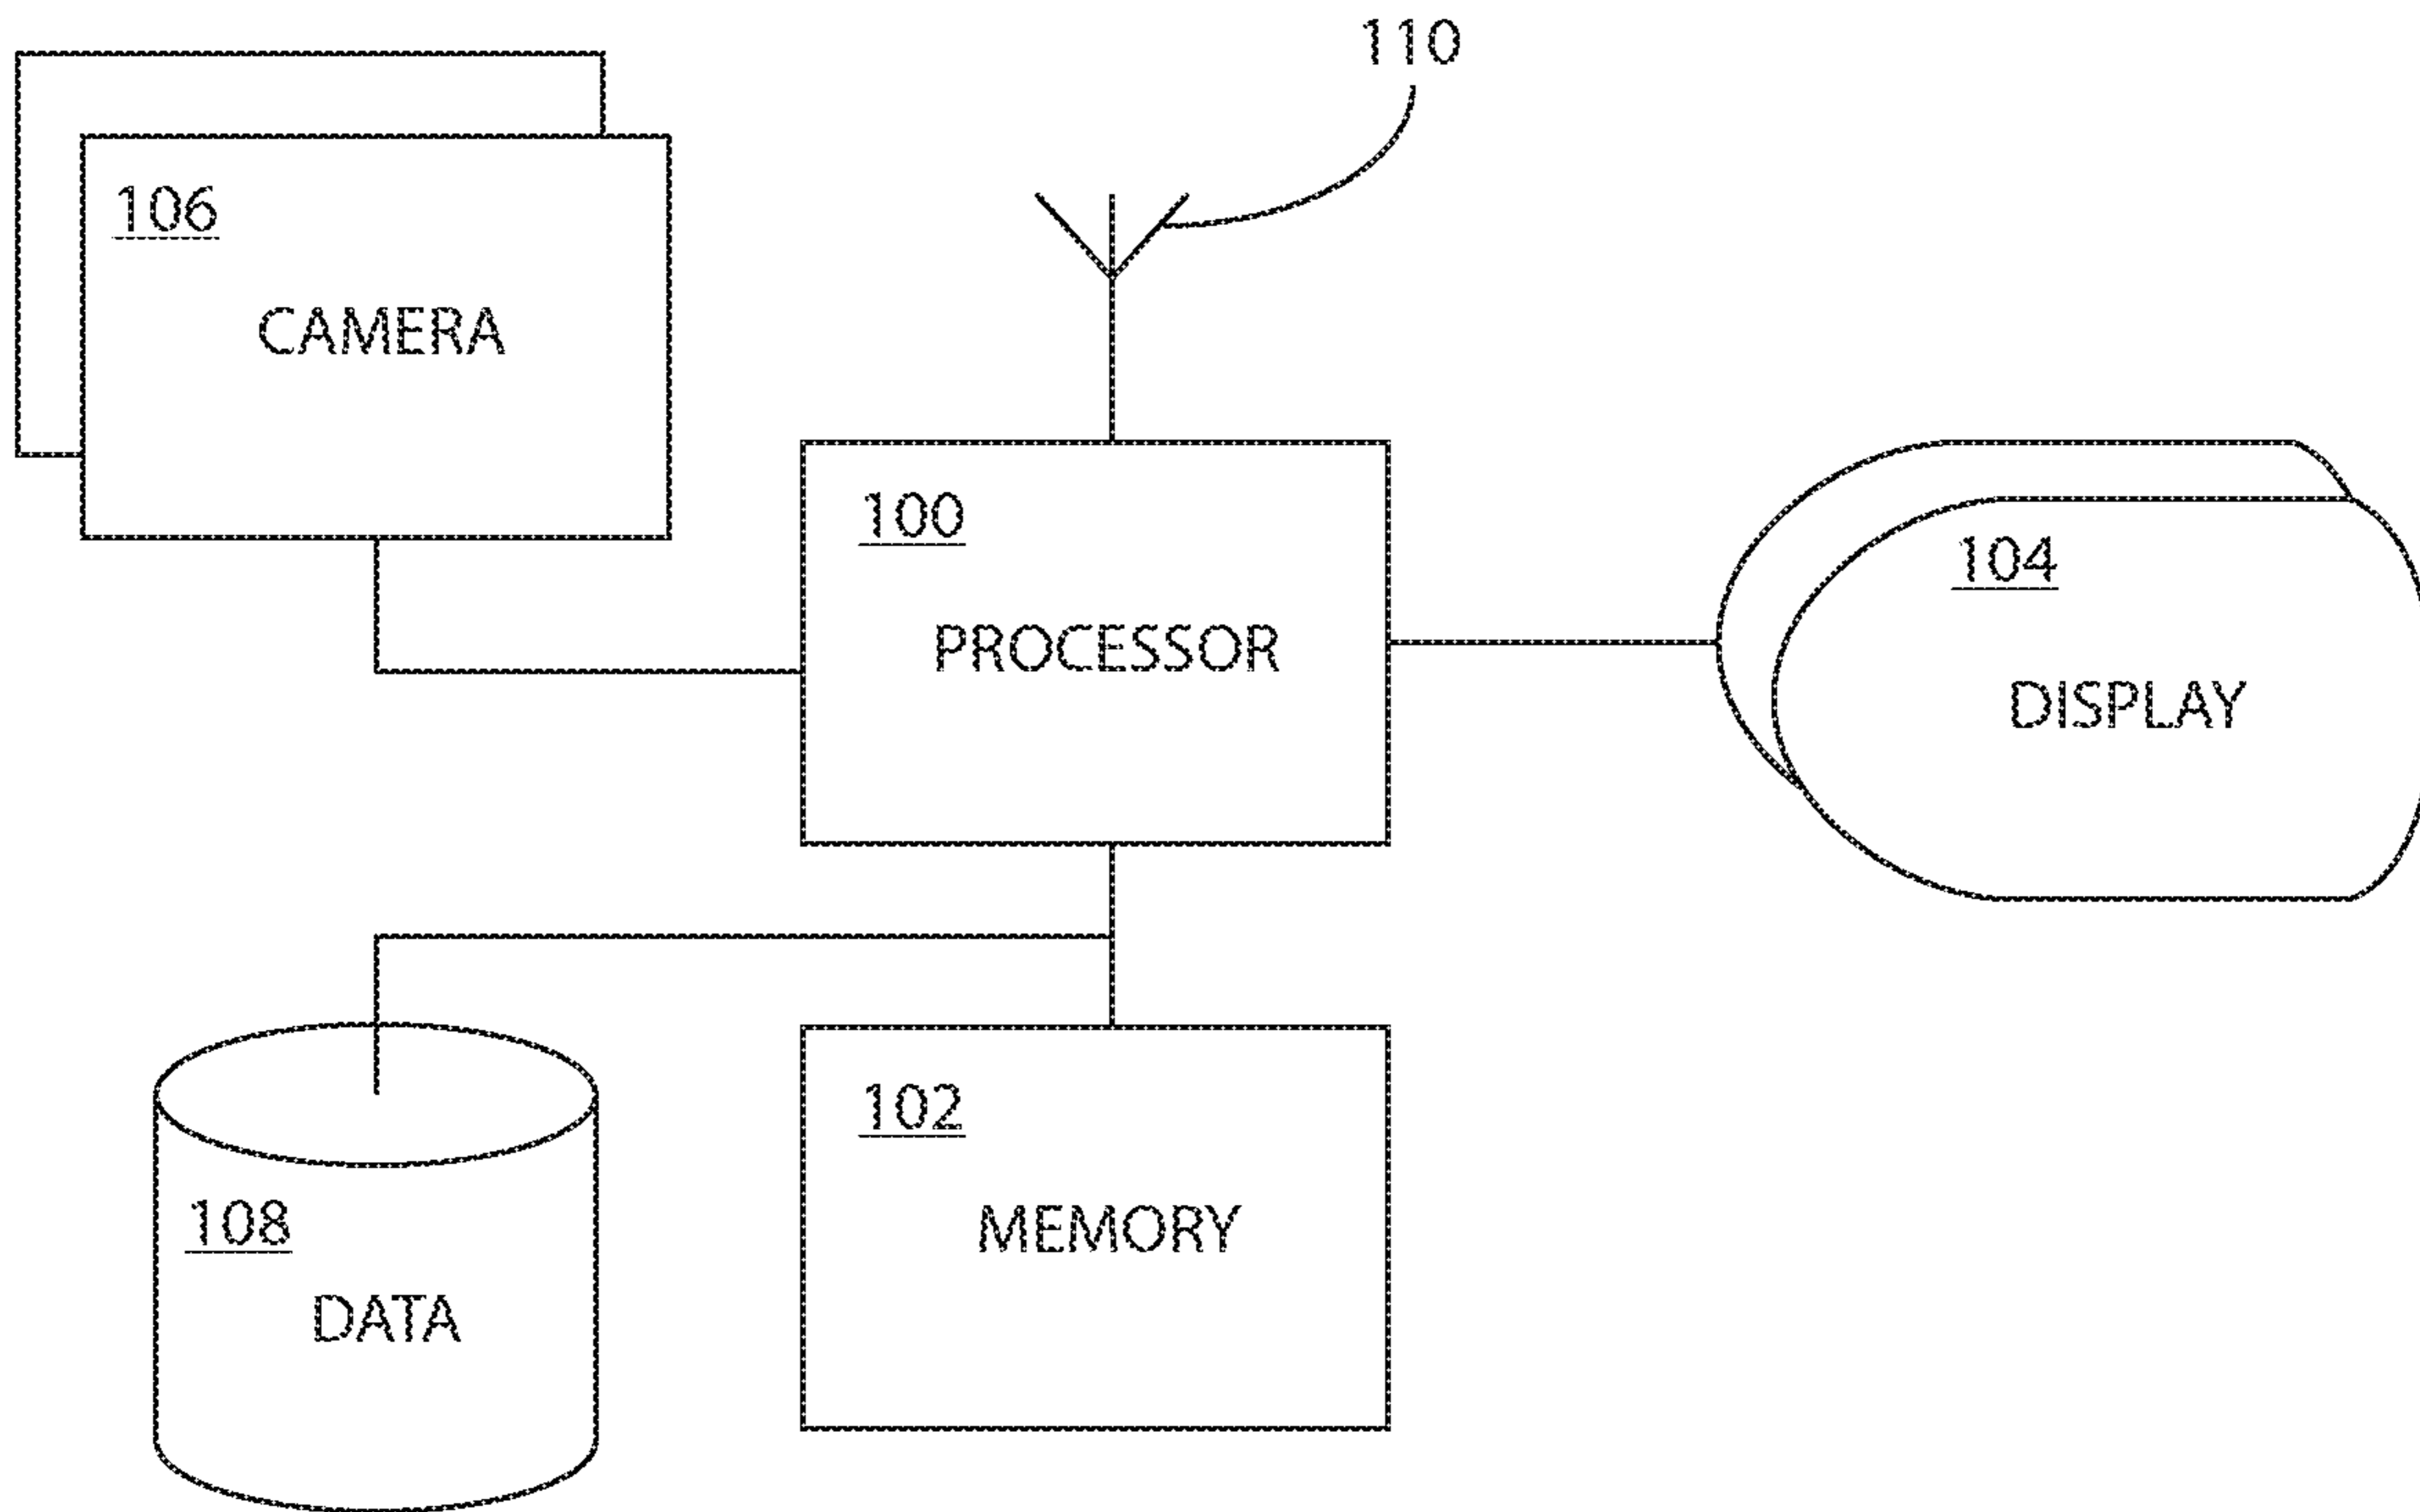 110
106
CAMERA
100
PROCESSOR
104
DISPLAY
102
MEMORY
108
DATA